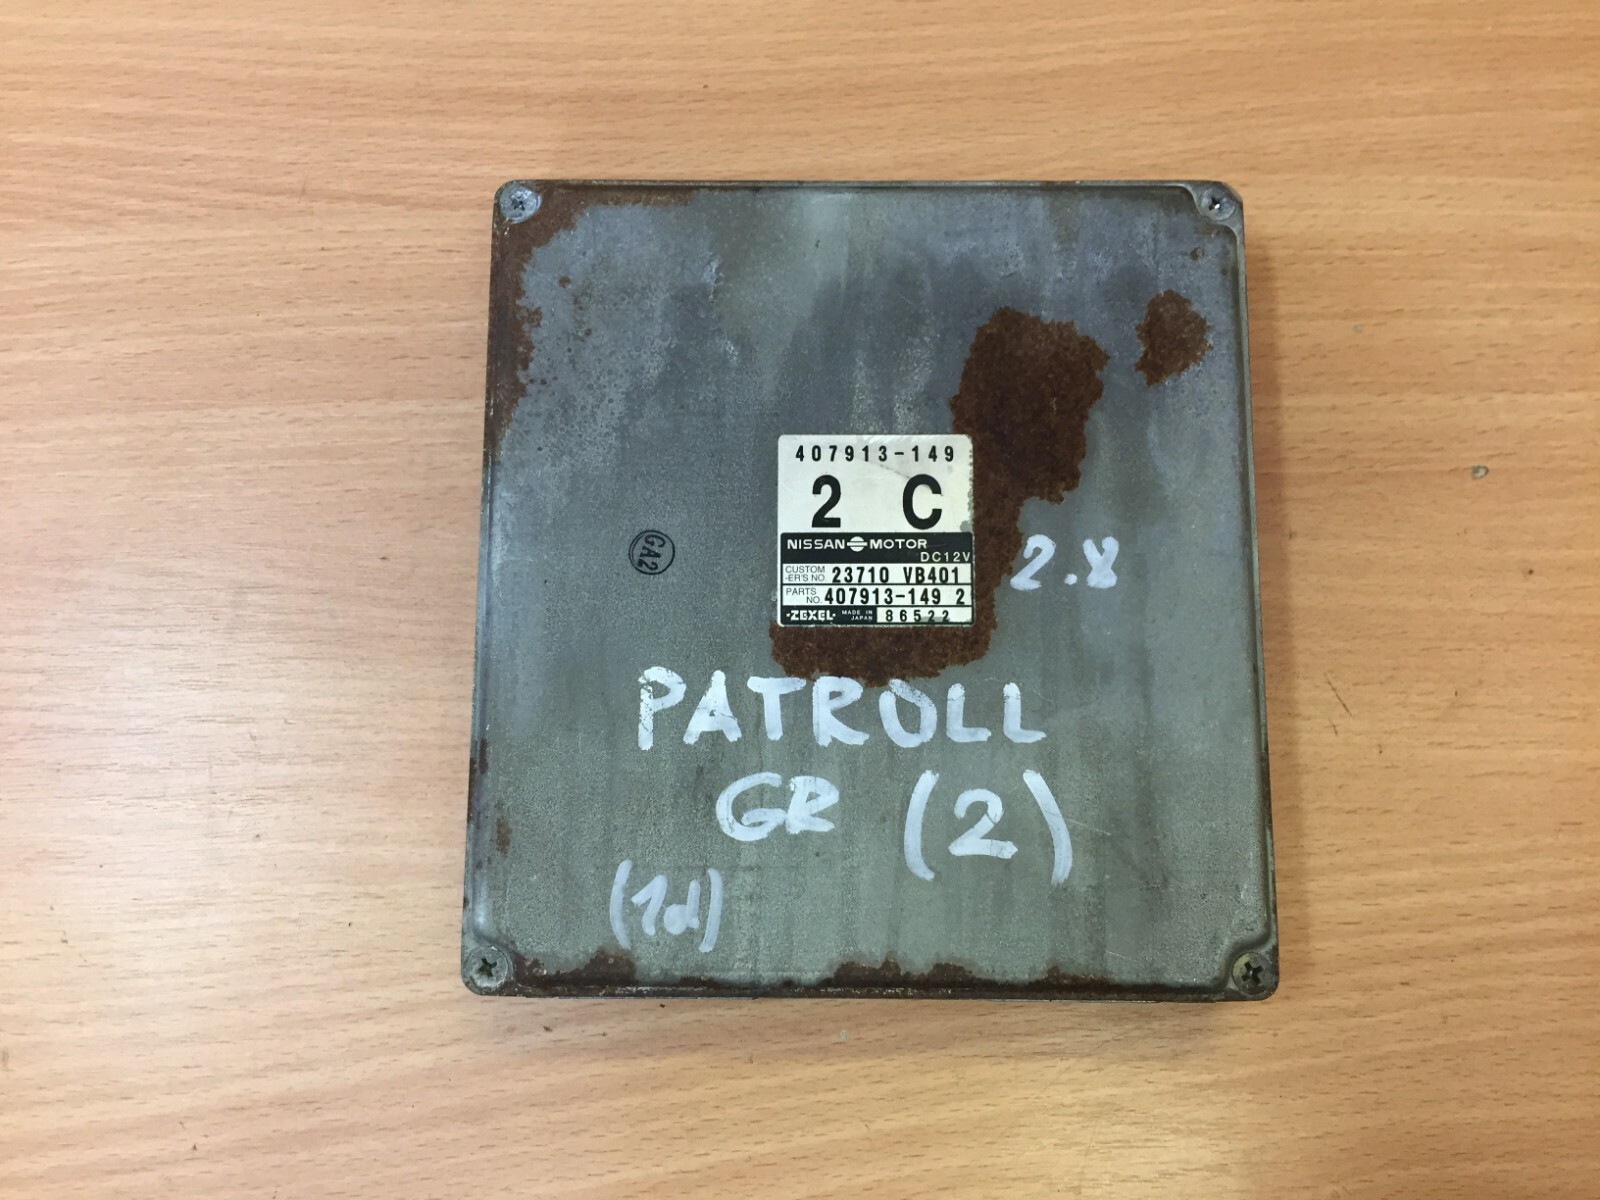 407913-149
2 C
NISSAN MOTOR
DC12V
CUSTOM
-ER'S NO. 23710 VB401
PARTS
NO. 407913-149 2
-ZEXEL- MADE IN
JAPAN 86522
GA2
2.8
PATROLL
GR (2)
(1d)